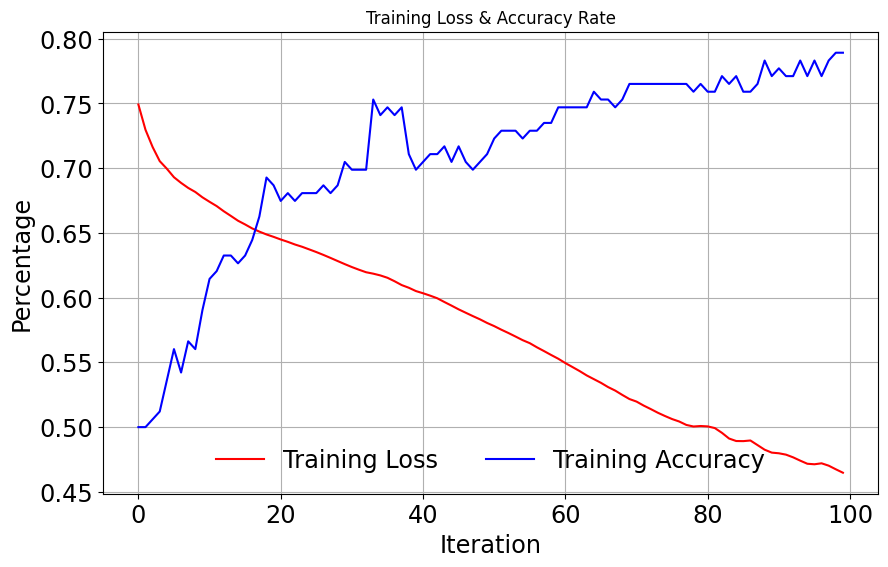 Training Loss & Accuracy Rate
0.80
0.75
0.70
0.65
0.60
0.55
0.50
0.45
Percentage
Training Loss Training Accuracy
0 20 40 60 80 100
Iteration